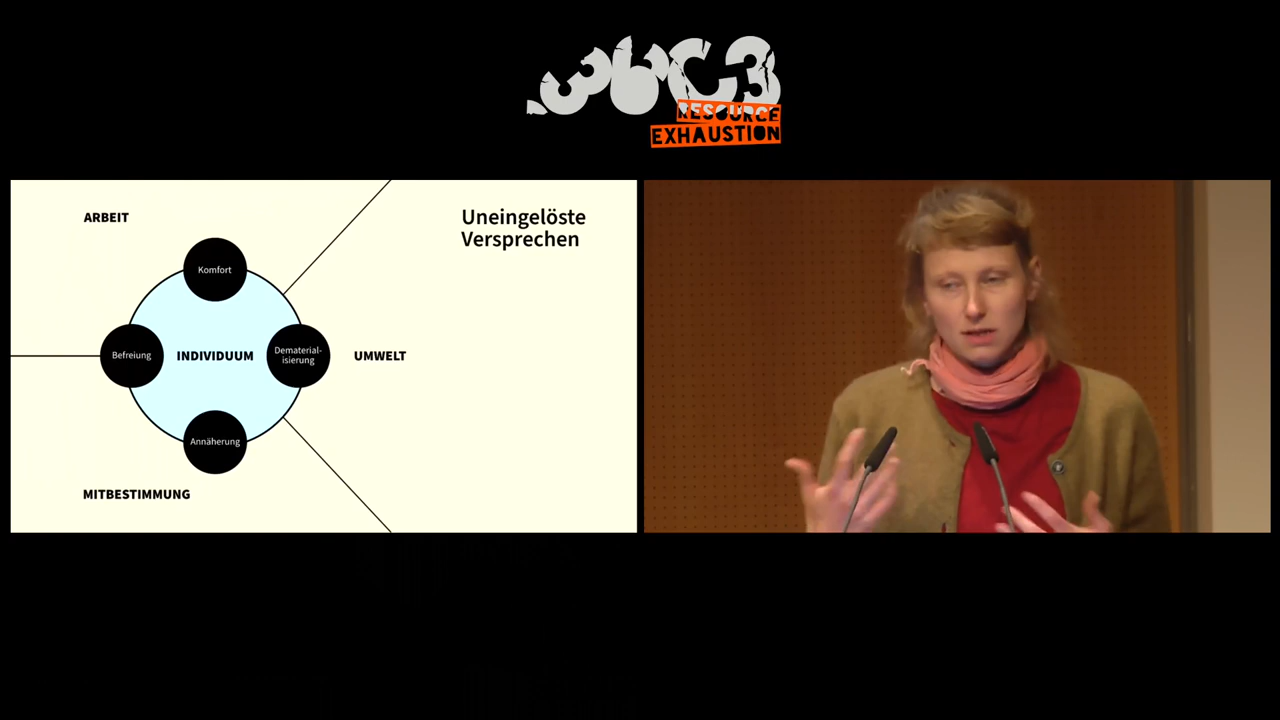 36C3
RESOURCE
EXHAUSTION
Uneingelöste
Versprechen
ARBEIT
Komfort
Befreiung
INDIVIDUUM
Dematerial-
isierung
UMWELT
Annäherung
MITBESTIMMUNG